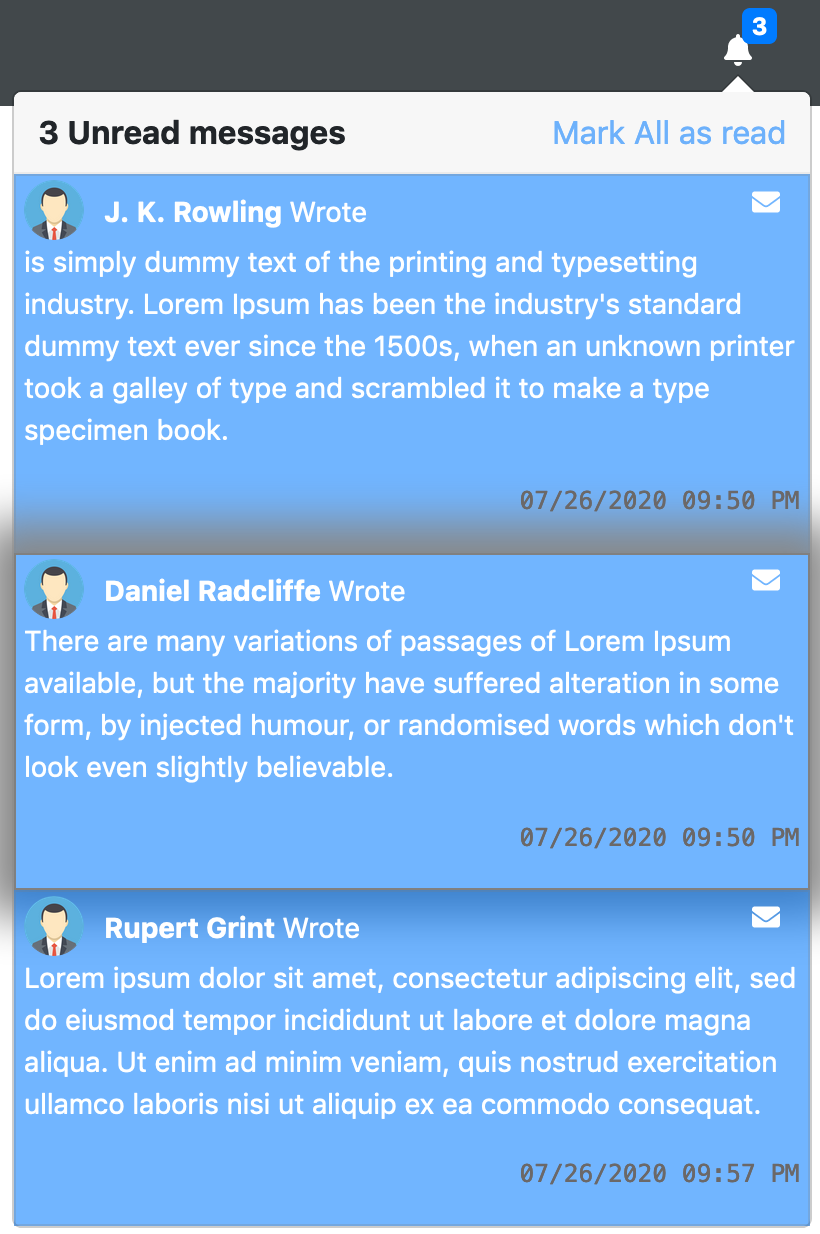 3
3 Unread messages Mark All as read
J. K. Rowling Wrote
is simply dummy text of the printing and typesetting
industry. Lorem Ipsum has been the industry's standard
dummy text ever since the 1500s, when an unknown printer
took a galley of type and scrambled it to make a type
specimen book.
07/26/2020 09:50 PM
Daniel Radcliffe Wrote
There are many variations of passages of Lorem Ipsum
available, but the majority have suffered alteration in some
form, by injected humour, or randomised words which don't
look even slightly believable.
07/26/2020 09:50 PM
Rupert Grint Wrote
Lorem ipsum dolor sit amet, consectetur adipiscing elit, sed
do eiusmod tempor incididunt ut labore et dolore magna
aliqua. Ut enim ad minim veniam, quis nostrud exercitation
ullamco laboris nisi ut aliquip ex ea commodo consequat.
07/26/2020 09:57 PM